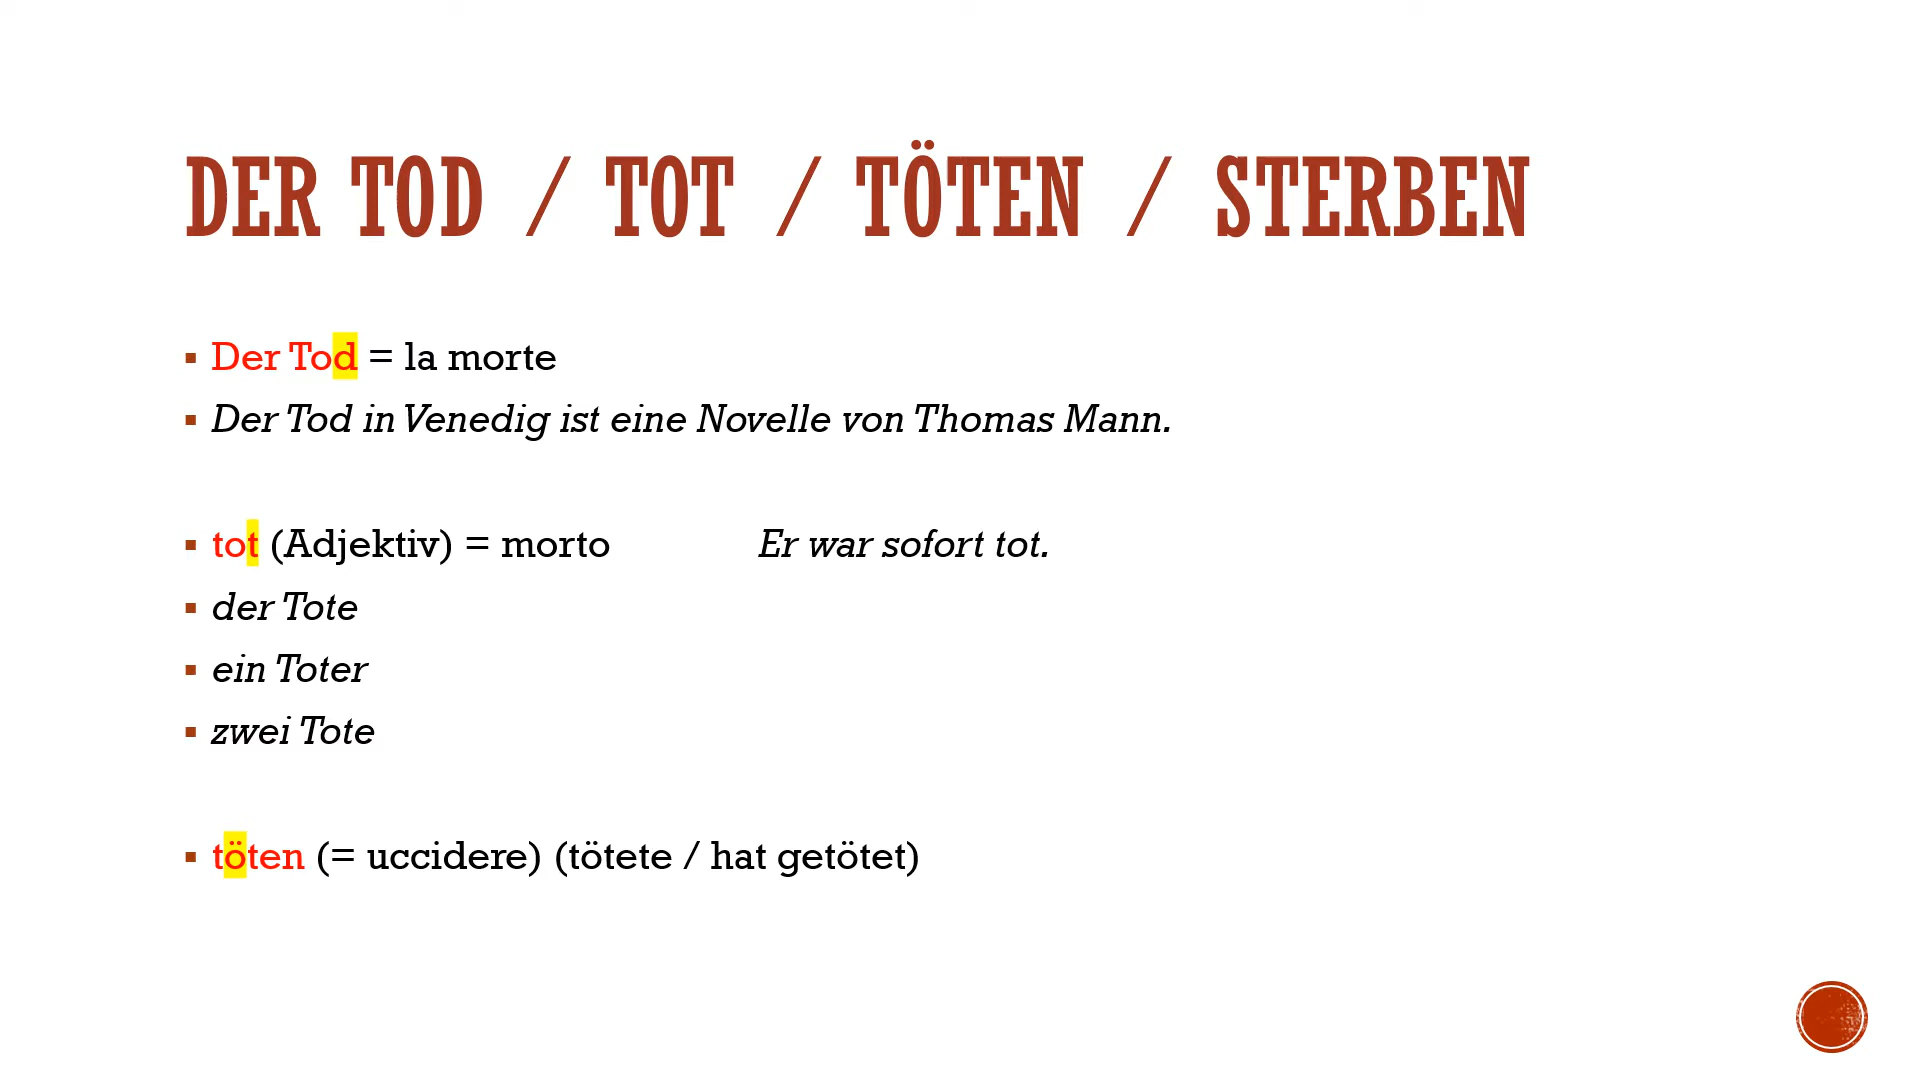 DER TOD / TOT / TÖTEN / STERBEN
Der Tod = la morte
Der Tod in Venedig ist eine Novelle von Thomas Mann.
tot (Adjektiv) = morto Er war sofort tot.
der Tote
ein Toter
zwei Tote
töten (= uccidere) (tötete / hat getötet)